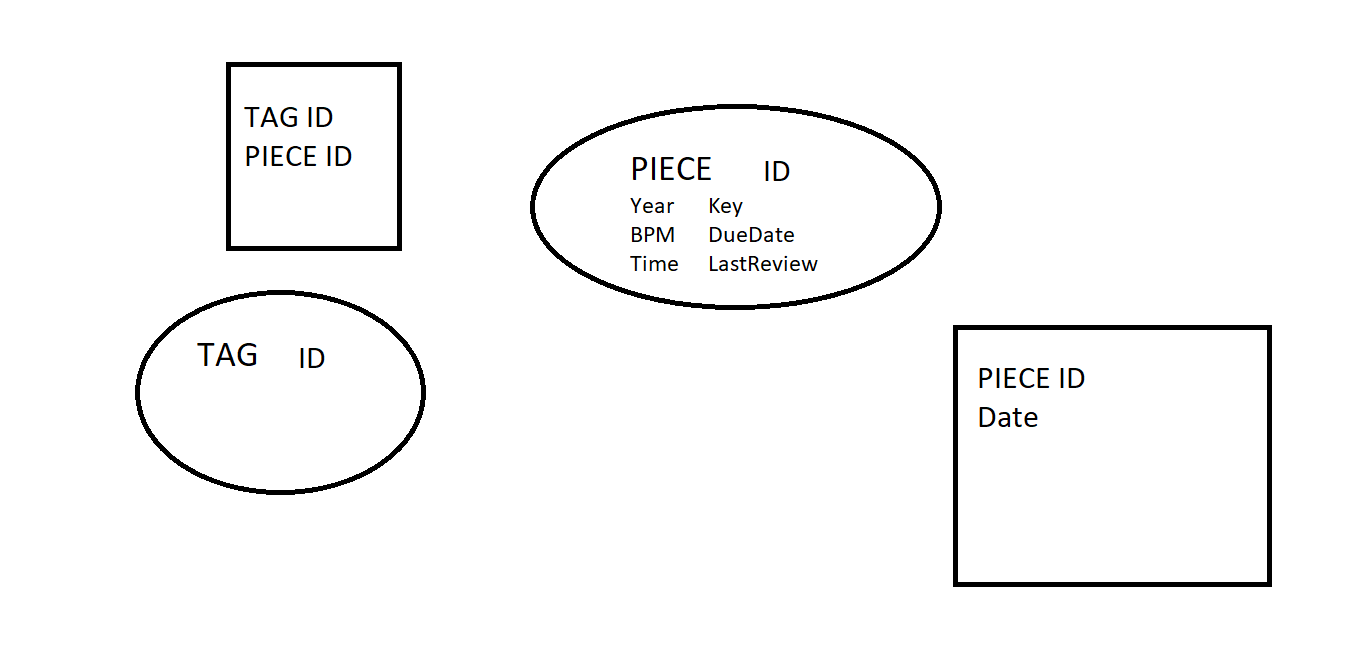 TAG ID
PIECE ID
PIECE ID
Year Key
BPM DueDate
Time LastReview
TAG ID
PIECE ID
Date